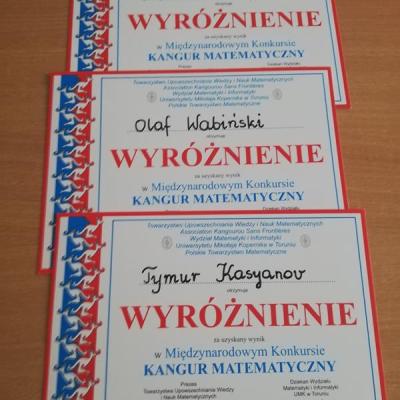 WYRÓŻNIENIE
za uzyskany wynik
w Międzynarodowym Konkursie
KANGUR MATEMATYCZNY
Prezes Dziekan Wydziału
Towarzystwo Upowszechniania Wiedzy i Nauk Matematycznych
Association Kangourou Sans Frontières
Wydział Matematyki i Informatyki
Uniwersytetu Mikołaja Kopernika w Toruniu
Polskie Towarzystwo Matematyczne
Olaf Wabiński
otrzymuje
WYRÓŻNIENIE
za uzyskany wynik
w Międzynarodowym Konkursie
KANGUR MATEMATYCZNY
Dziekan Wydziału
Towarzystwo Upowszechniania Wiedzy i Nauk Matematycznych
Association Kangourou Sans Frontières
Wydział Matematyki i Informatyki
Uniwersytetu Mikołaja Kopernika w Toruniu
Polskie Towarzystwo Matematyczne
Tymur Kasyanov
otrzymuje
WYRÓŻNIENIE
za uzyskany wynik
w Międzynarodowym Konkursie
KANGUR MATEMATYCZNY
Prezes Dziekan Wydziału
Towarzystwa Upowszechniania Wiedzy Matematyki i Informatyki
i Nauk Matematycznych UMK w Toruniu